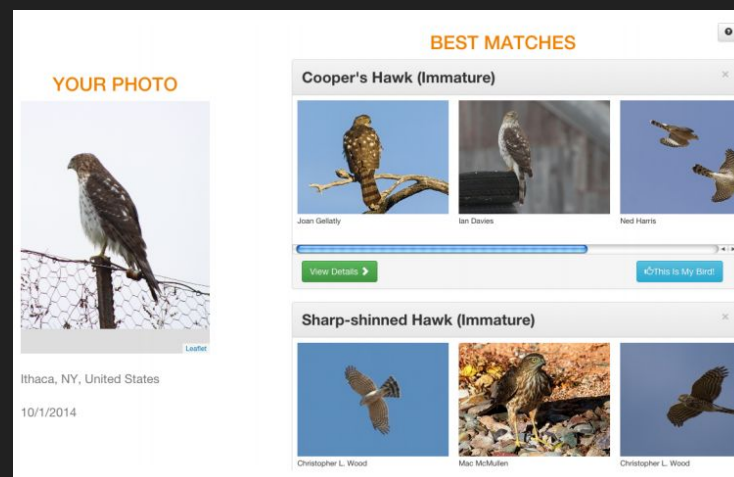 BEST MATCHES
YOUR PHOTO
Cooper's Hawk (Immature)
Joan Gellatly
Ian Davies
Ned Harris
View Details
This Is My Bird!
Sharp-shinned Hawk (Immature)
Leaflet
Ithaca, NY, United States
10/1/2014
Christopher L. Wood
Mac McMullen
Christopher L. Wood